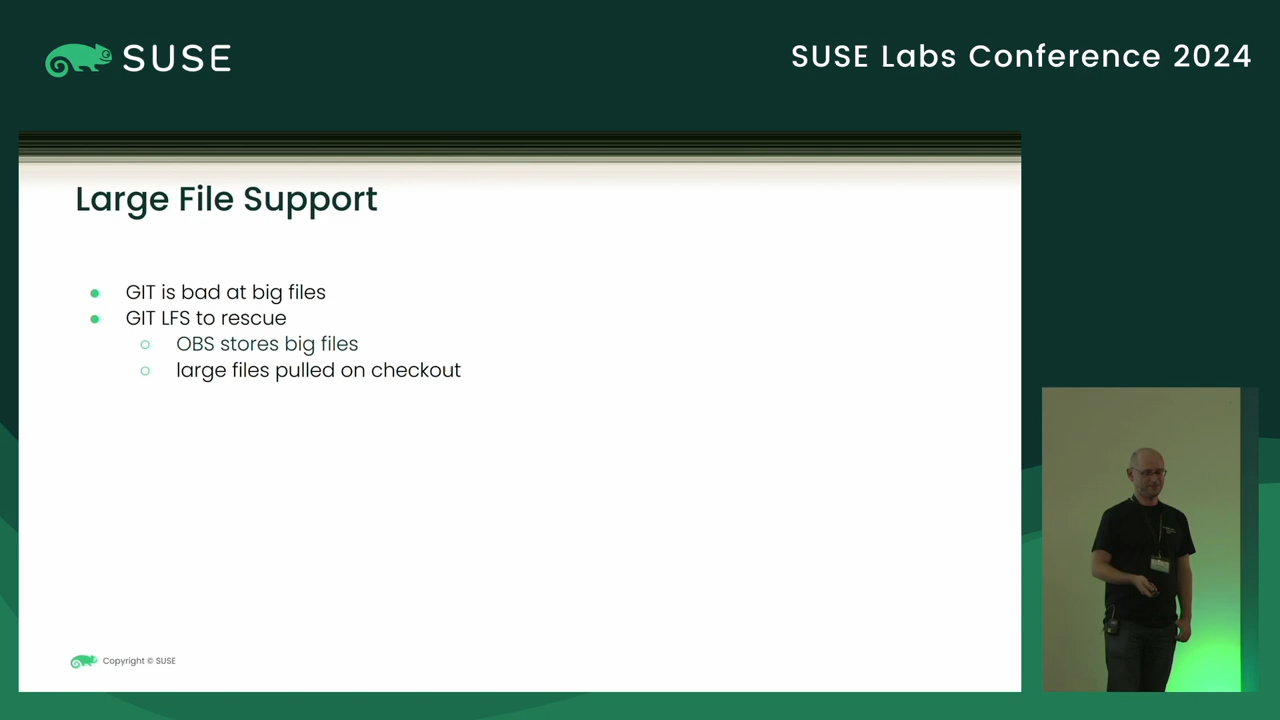 SUSE
SUSE Labs Conference 2024
Large File Support
GIT is bad at big files
GIT LFS to rescue
OBS stores big files
large files pulled on checkout
Copyright © SUSE